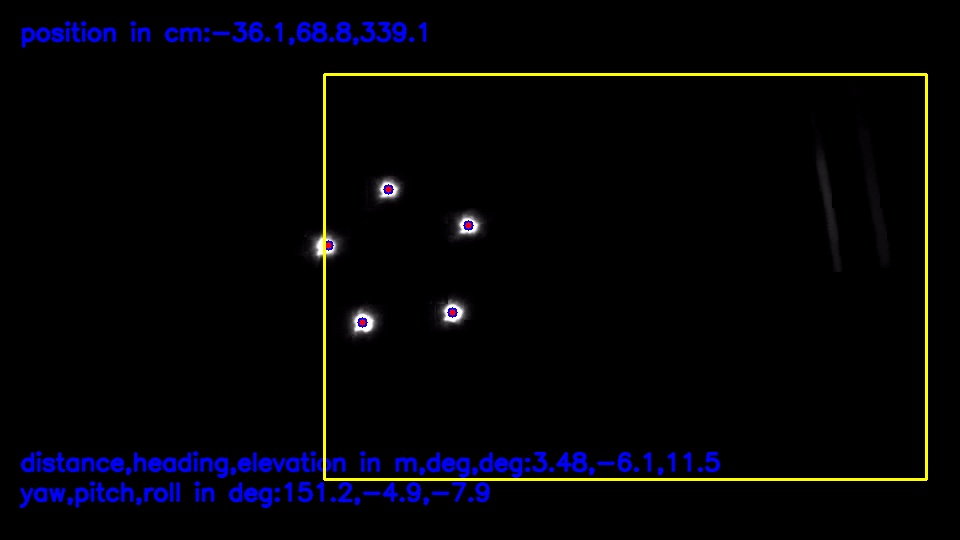 position in cm:-36.1,68.8,339.1
distance,heading,elevation in m,deg,deg:3.48,-6.1,11.5
yaw,pitch,roll in deg:151.2,-4.9,-7.9